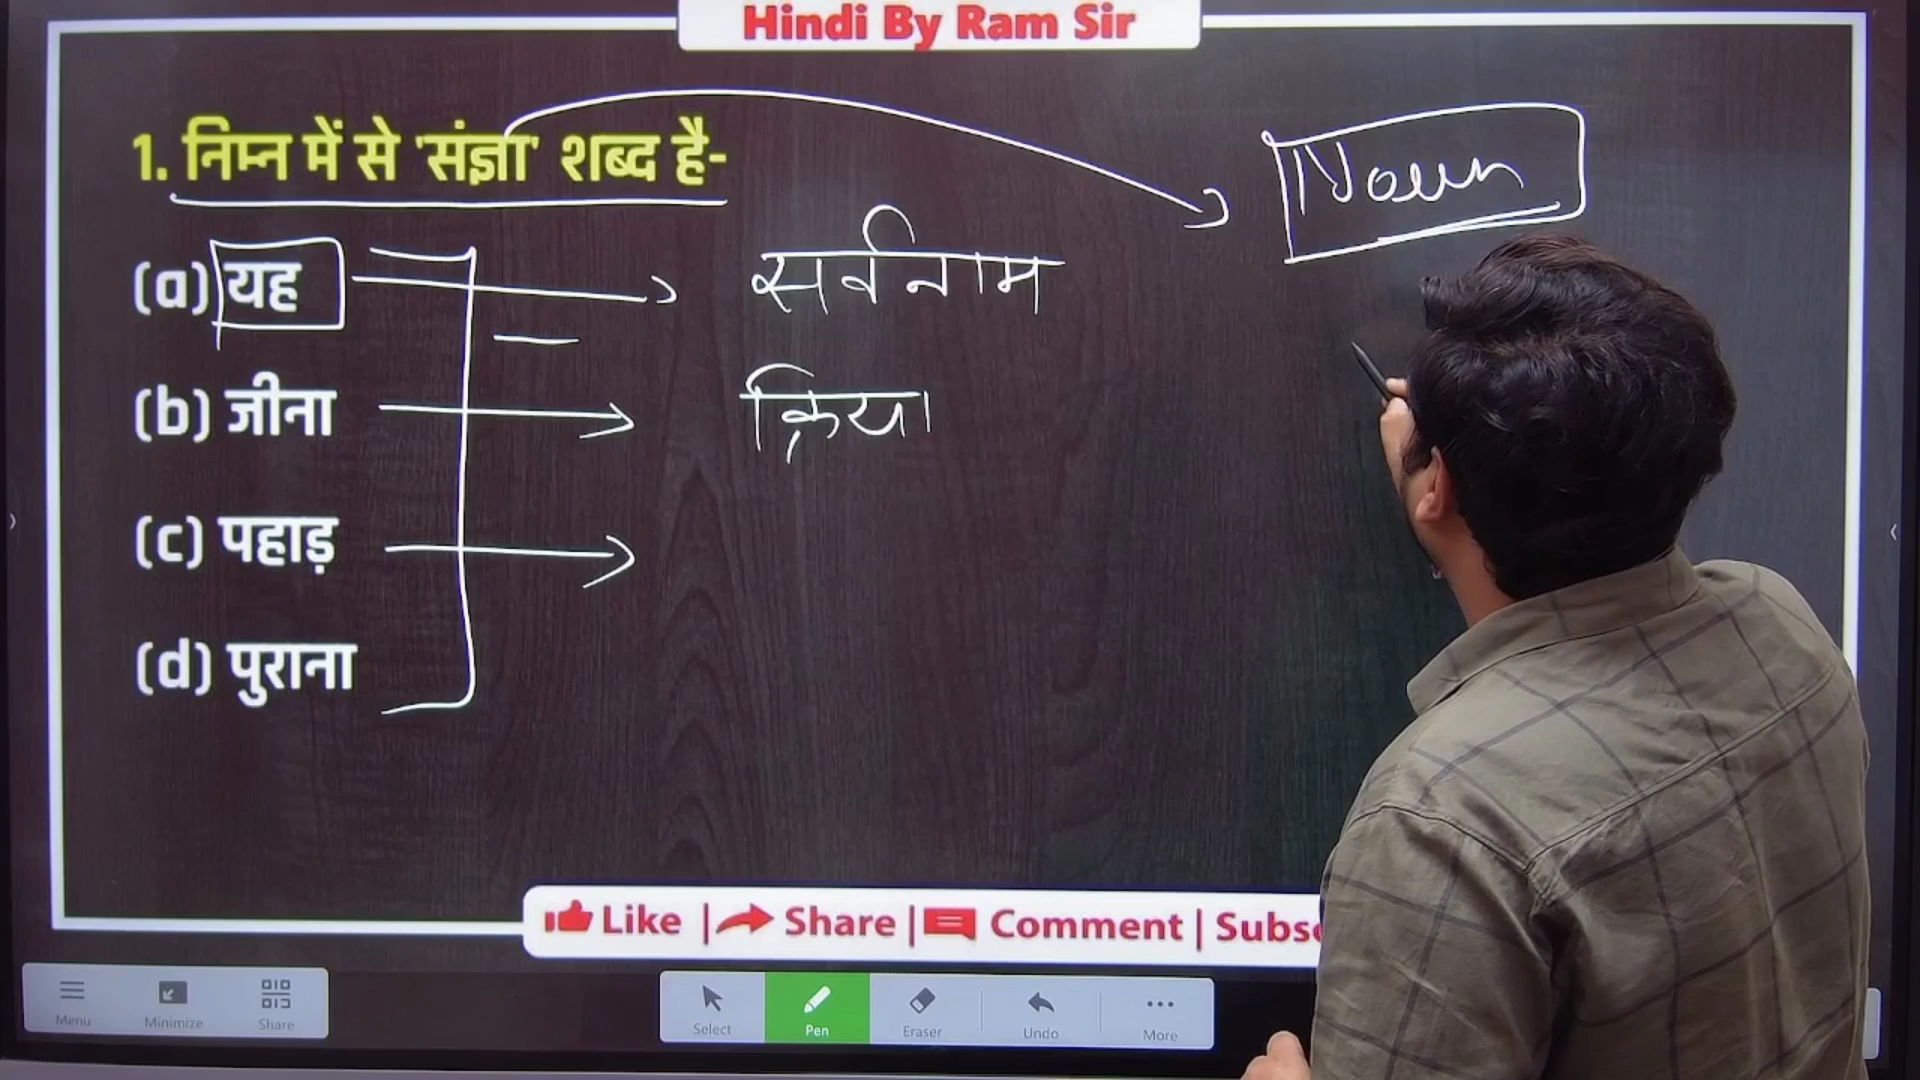 Hindi By Ram Sir
1. निम्न में से 'संज्ञा' शब्द है-
Noun
(a) यह
सर्वनाम
(b) जीना
क्रिया
(c) पहाड़
(d) पुराना
Like | Share | Comment | Subsc
Menu
Minimize
Share
Select
Pen
Eraser
Undo
More